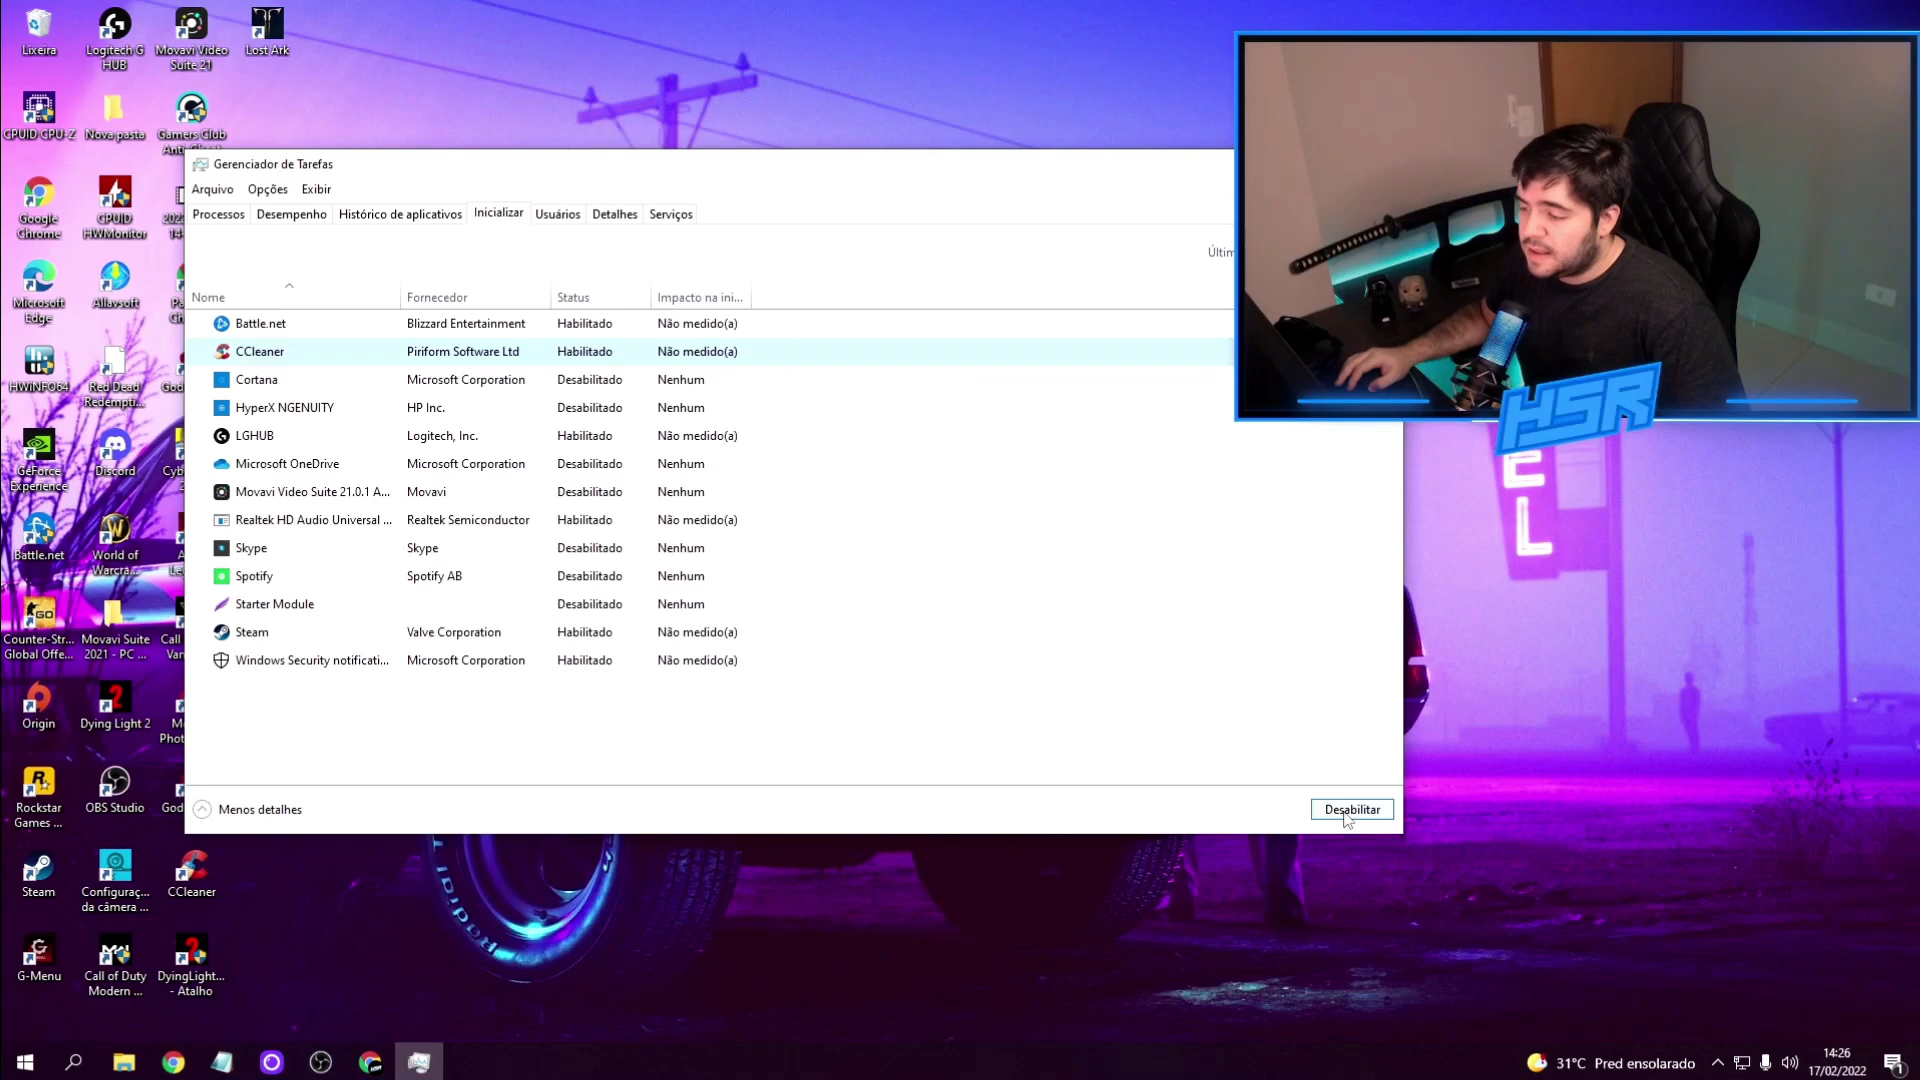 Lixeira
Logitech G
HUB
Movavi Video
Suite 21
Lost Ark
CPUID CPU-Z
Nova pasta
Gamers Club
Google
Chrome
CPUID
HWMonitor
Microsoft
Edge
Allavsoft
HWiNFO64
Red Dead
Redempti...
GeForce
Experience
Discord
Battle.net
World of
Warcra...
Counter-Str...
Global Offe...
Movavi Suite
2021 - PC ...
Call
Origin
Dying Light 2
Rockstar
Games ...
OBS Studio
God
Steam
Configuraç...
da câmera ...
CCleaner
G-Menu
Call of Duty
Modern ...
DyingLight...
- Atalho
Gerenciador de Tarefas
Arquivo Opções Exibir
Processos Desempenho Histórico de aplicativos Inicializar Usuários Detalhes Serviços
Últim
Nome Fornecedor Status Impacto na ini...
Battle.net Blizzard Entertainment Habilitado Não medido(a)
CCleaner Piriform Software Ltd Habilitado Não medido(a)
Cortana Microsoft Corporation Desabilitado Nenhum
HyperX NGENUITY HP Inc. Desabilitado Nenhum
LGHUB Logitech, Inc. Habilitado Não medido(a)
Microsoft OneDrive Microsoft Corporation Desabilitado Nenhum
Movavi Video Suite 21.0.1 A... Movavi Desabilitado Nenhum
Realtek HD Audio Universal ... Realtek Semiconductor Habilitado Não medido(a)
Skype Skype Desabilitado Nenhum
Spotify Spotify AB Desabilitado Nenhum
Starter Module Desabilitado Nenhum
Steam Valve Corporation Habilitado Não medido(a)
Windows Security notificati... Microsoft Corporation Habilitado Não medido(a)
Menos detalhes
Desabilitar
HSR
E
L
Radial
31°C Pred ensolarado
14:26
17/02/2022
1